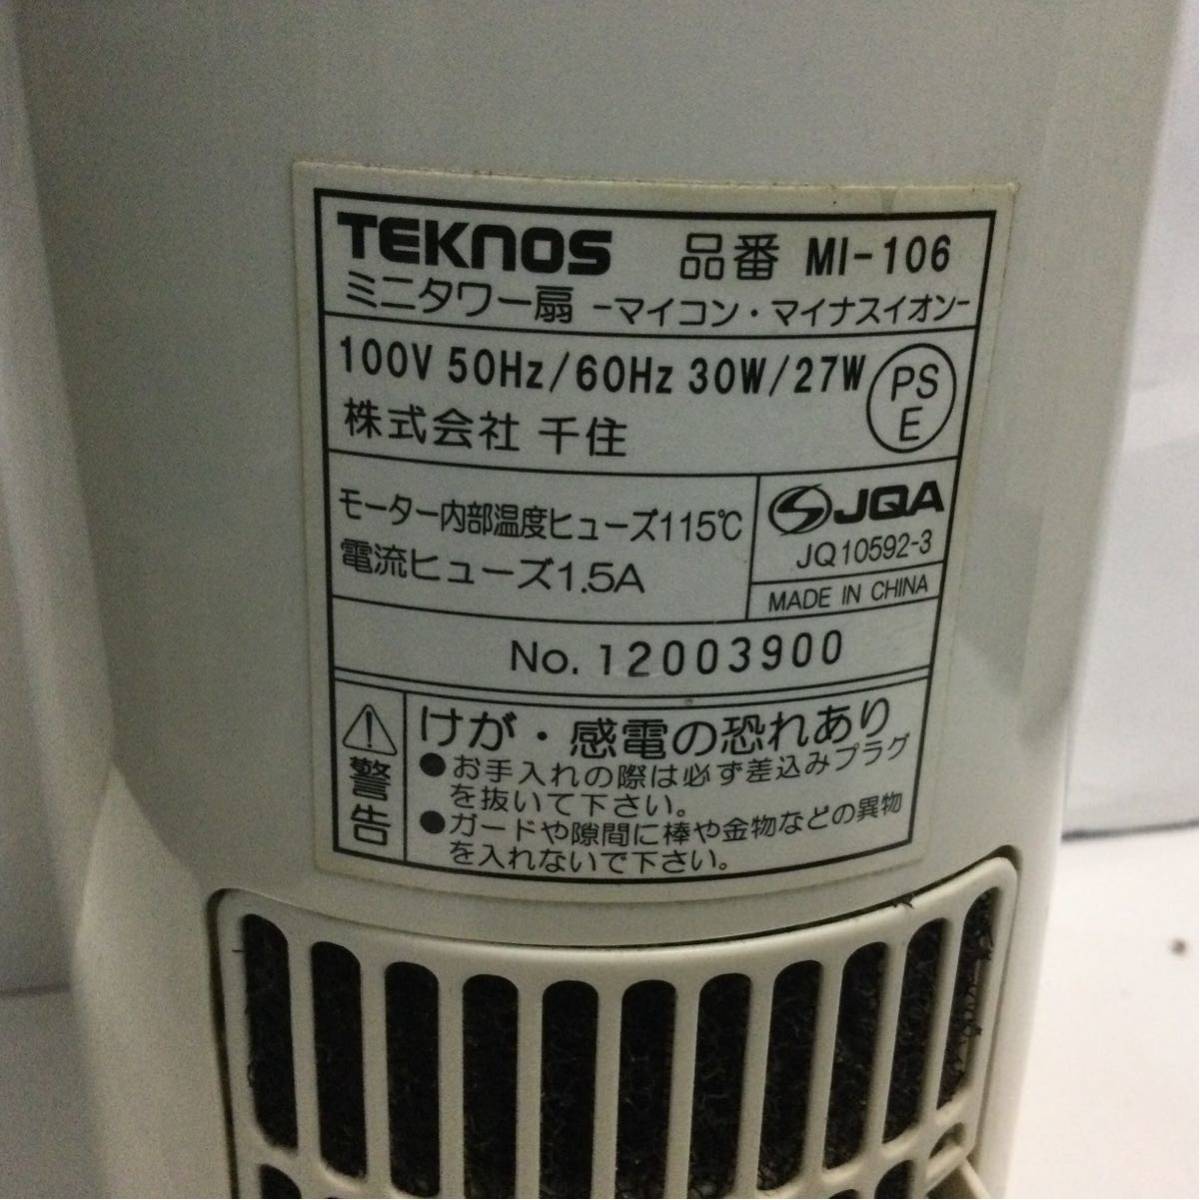 TEKNOS 品番 MI-106
ミニタワー扇 -マイコン・マイナスイオン-
100V 50Hz/60Hz 30W/27W
PS
E
株式会社 千住
モーター内部温度ヒューズ115℃
電流ヒューズ1.5A
JQA
JQ10592-3
MADE IN CHINA
No. 12003900
警告
けが・感電の恐れあり
●お手入れの際は必ず差込みプラグ
を抜いて下さい。
●ガードや隙間に棒や金物などの異物
を入れないで下さい。